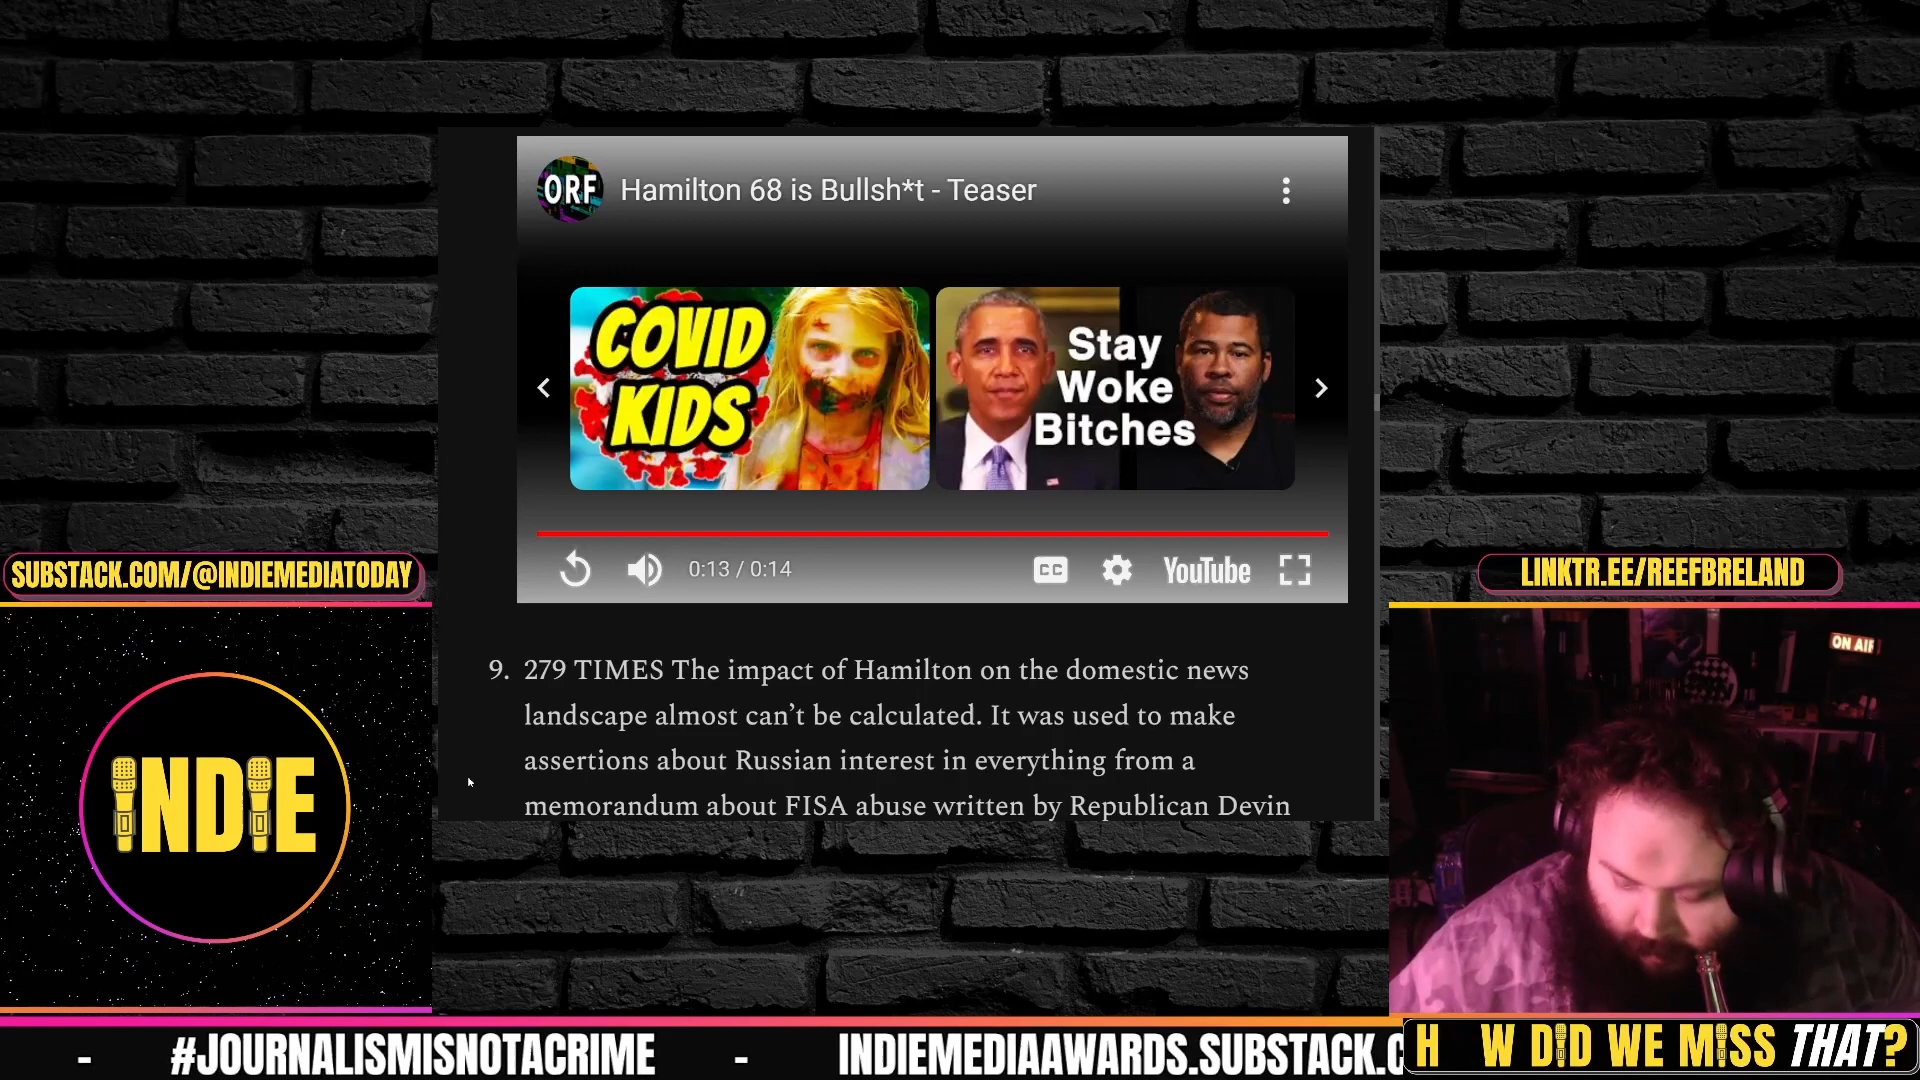 ORF
Hamilton 68 is Bullsh*t - Teaser
COVID
KIDS
Stay
Woke
Bitches
0:13 / 0:14
CC
YouTube
9. 279 TIMES The impact of Hamilton on the domestic news
landscape almost can’t be calculated. It was used to make
assertions about Russian interest in everything from a
memorandum about FISA abuse written by Republican Devin
SUBSTACK.COM/@INDIEMEDIATODAY
LINKTR.EE/REEFBRELAND
INDIE
ON AIR
- #JOURNALISMISNOTACRIME - INDIEMEDIAAWARDS.SUBSTACK.C
H W DID WE MISS THAT?